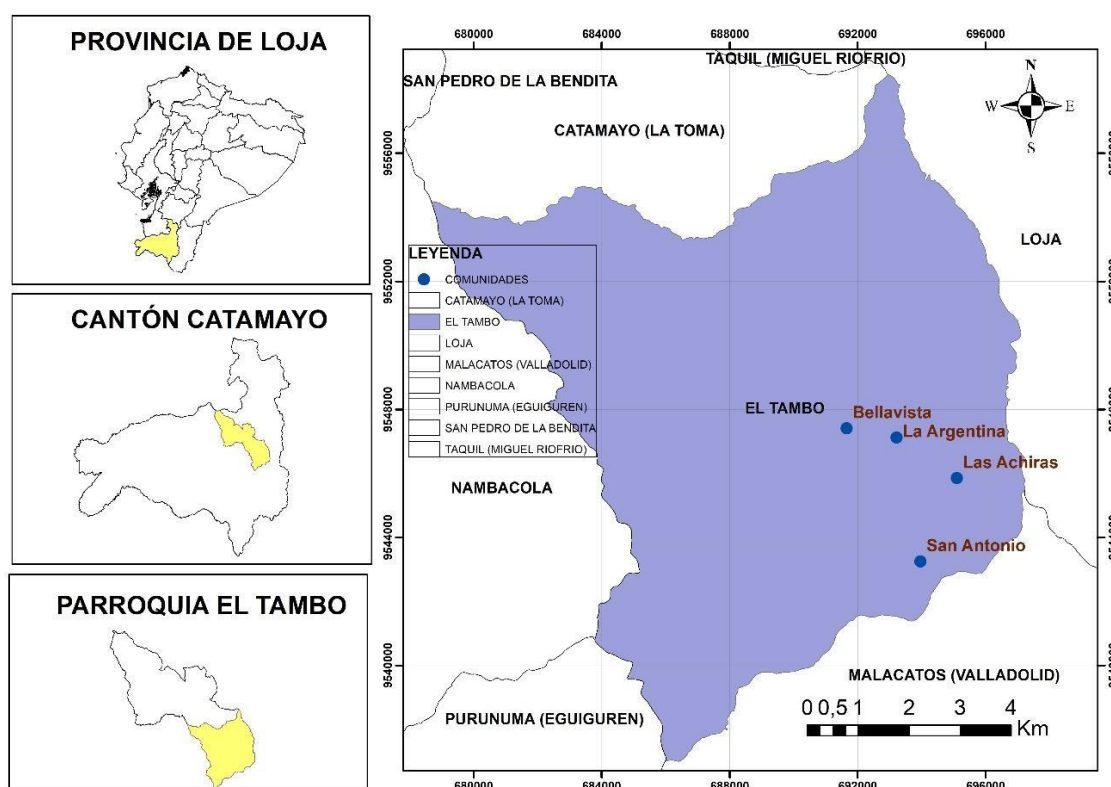 PROVINCIA DE LOJA
CANTÓN CATAMAYO
PARROQUIA EL TAMBO
680000 684000 688000 692000 696000
TAQUIL (MIGUEL RIOFRIO)
SAN PEDRO DE LA BENDITA
CATAMAYO (LA TOMA)
N
W E
S
9556000
LOJA
9552000
LEYENDA
COMUNIDADES
CATAMAYO (LA TOMA)
EL TAMBO
LOJA
MALACATOS (VALLADOLID)
NAMBACOLA
PURUNUMA (EGUIGUREN)
SAN PEDRO DE LA BENDITA
TAQUIL (MIGUEL RIOFRIO)
9548000
EL TAMBO
Bellavista
La Argentina
Las Achiras
NAMBACOLA
9544000
San Antonio
9540000
MALACATOS (VALLADOLID)
PURUNUMA (EGUIGUREN)
0 0,5 1 2 3 4
Km
680000 684000 688000 692000 696000